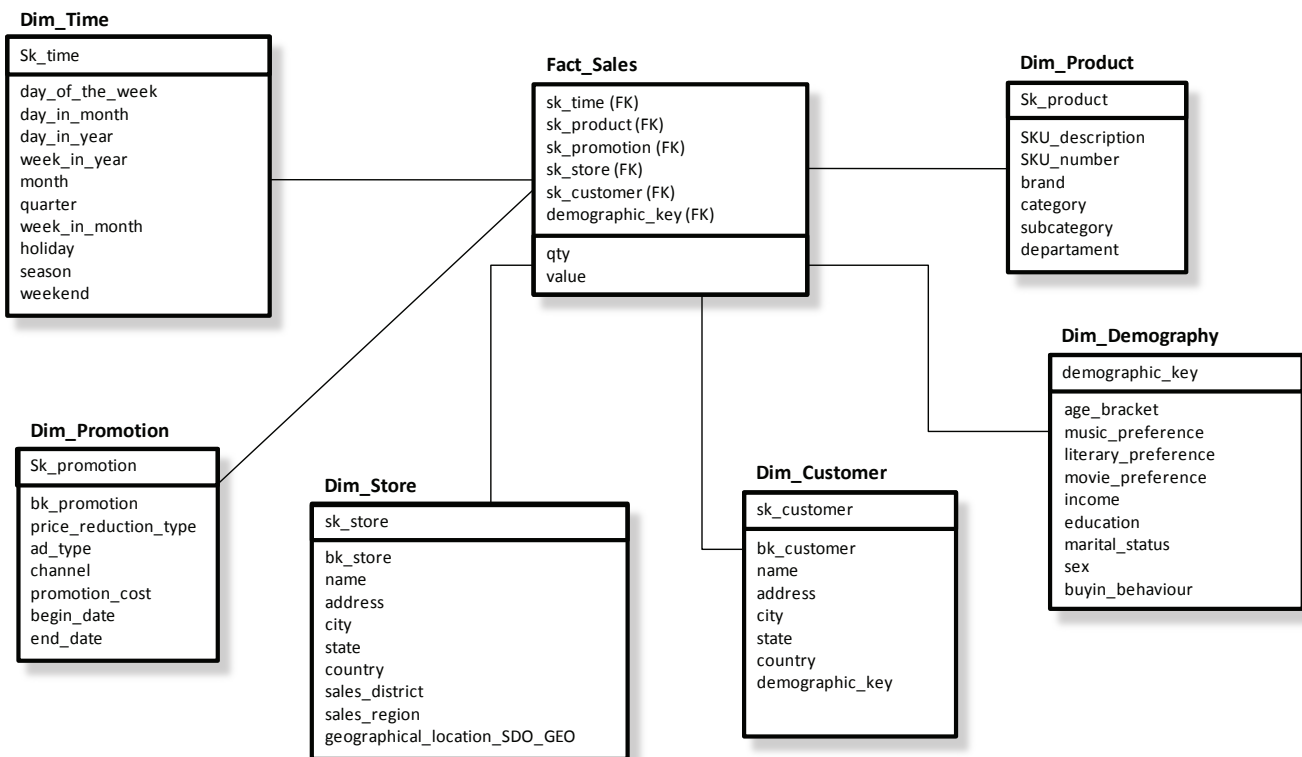 Dim_Time
Sk_time
day_of_the_week
day_in_month
day_in_year
week_in_year
month
quarter
week_in_month
holiday
season
weekend
Fact_Sales
sk_time (FK)
sk_product (FK)
sk_promotion (FK)
sk_store (FK)
sk_customer (FK)
demographic_key (FK)
qty
value
Dim_Product
Sk_product
SKU_description
SKU_number
brand
category
subcategory
departament
Dim_Demography
demographic_key
age_bracket
music_preference
literary_preference
movie_preference
income
education
marital_status
sex
buyin_behaviour
Dim_Promotion
Sk_promotion
bk_promotion
price_reduction_type
ad_type
channel
promotion_cost
begin_date
end_date
Dim_Store
sk_store
bk_store
name
address
city
state
country
sales_district
sales_region
geographical_location_SDO_GEO
Dim_Customer
sk_customer
bk_customer
name
address
city
state
country
demographic_key